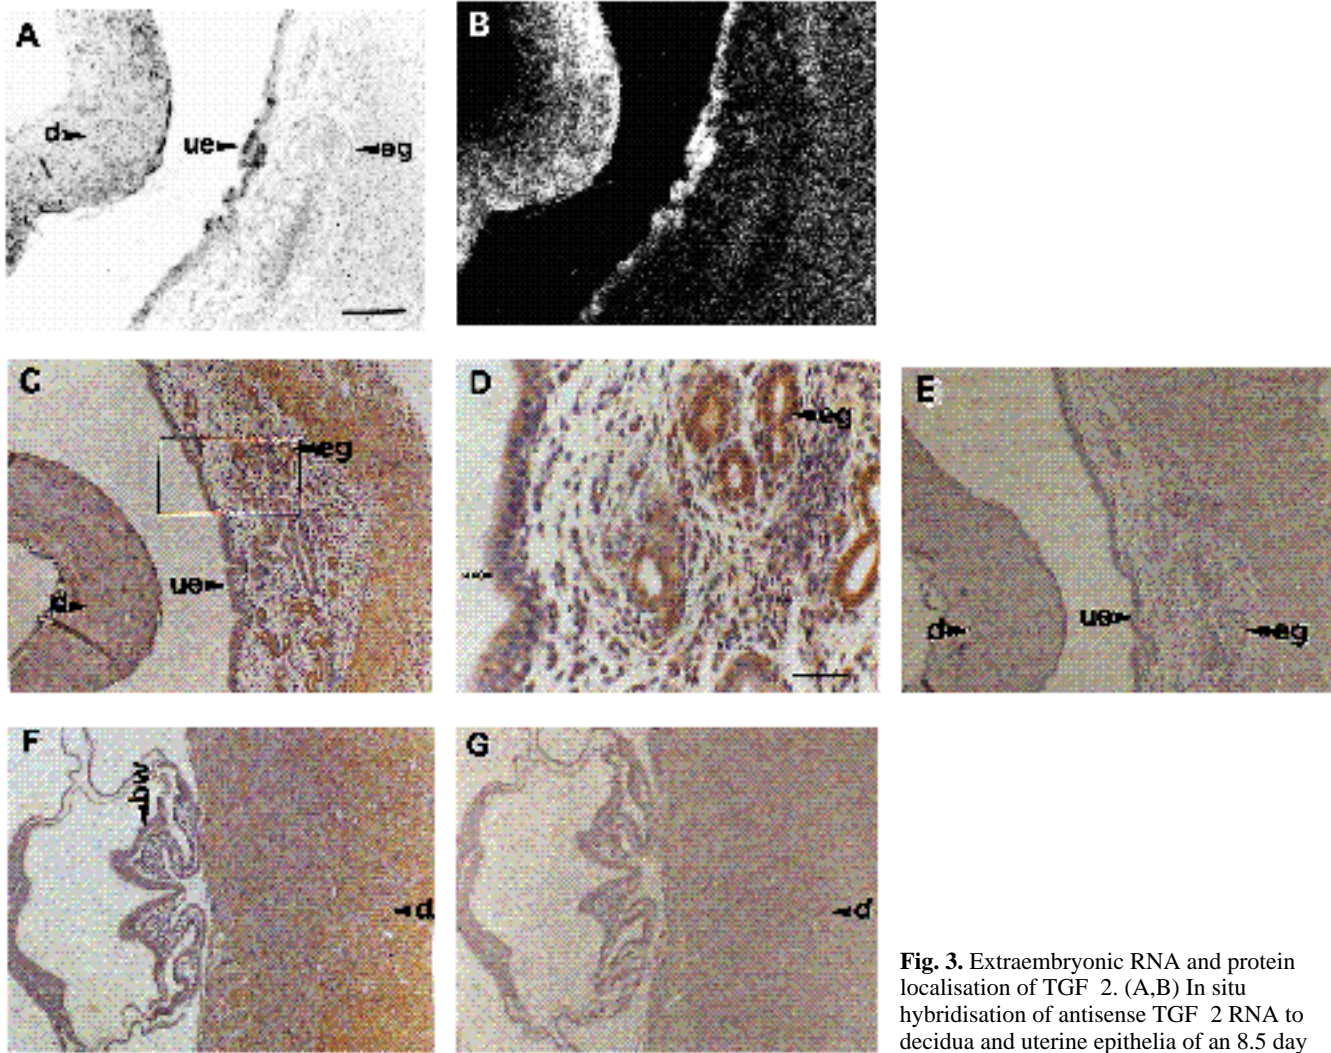 A
d
ue
eg
B
C
eg
ue
d
D
eg
E
d
ue
eg
F
bw
d
G
d
Fig. 3. Extraembryonic RNA and protein
localisation of TGF 2. (A,B) In situ
hybridisation of antisense TGF 2 RNA to
decidua and uterine epithelia of an 8.5 day